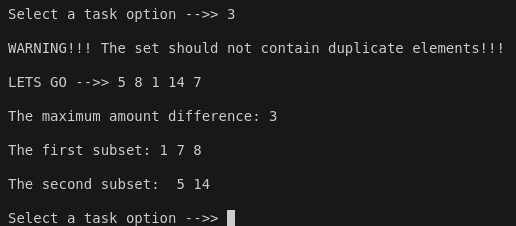 Select a task option -->> 3
WARNING!!! The set should not contain duplicate elements!!!
LETS GO -->> 5 8 1 14 7
The maximum amount difference: 3
The first subset: 1 7 8
The second subset:  5 14
Select a task option -->>